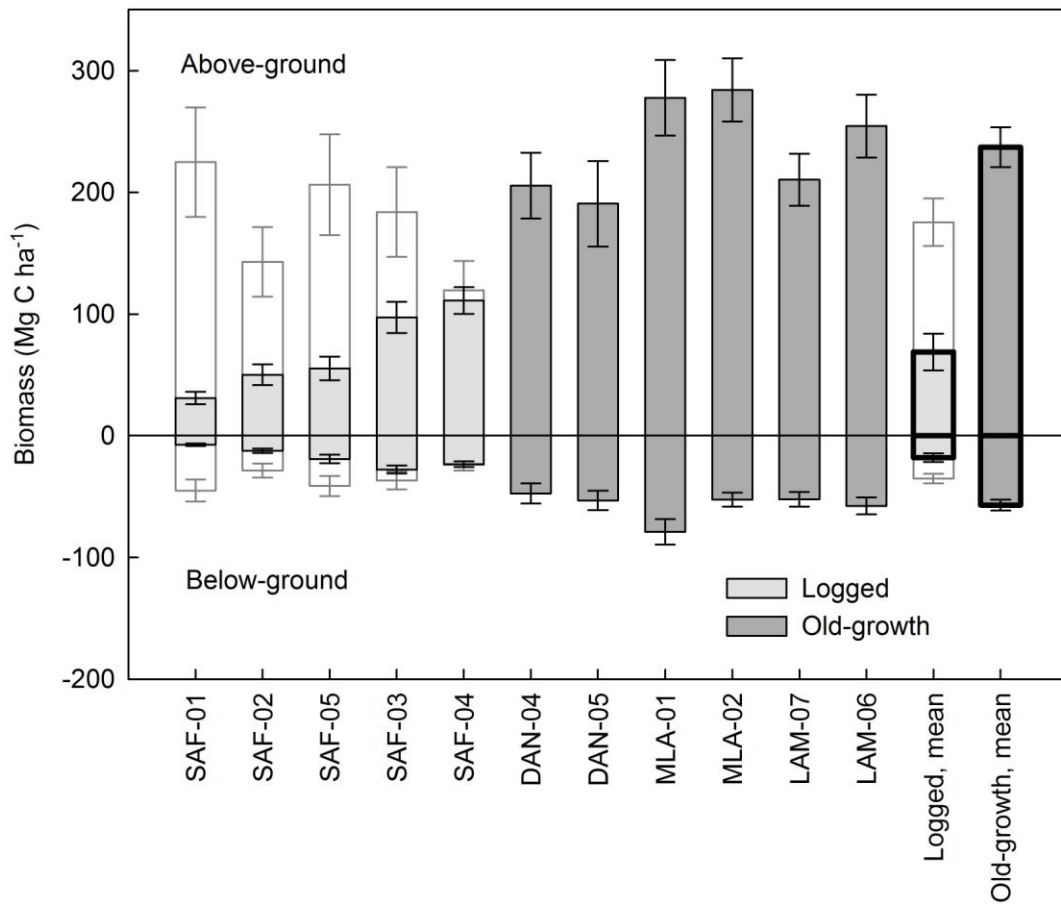 Above-ground
Below-ground
Biomass (Mg C ha⁻¹)
300
200
100
0
-100
-200
Logged
Old-growth
SAF-01
SAF-02
SAF-05
SAF-03
SAF-04
DAN-04
DAN-05
MLA-01
MLA-02
LAM-07
LAM-06
Logged, mean
Old-growth, mean